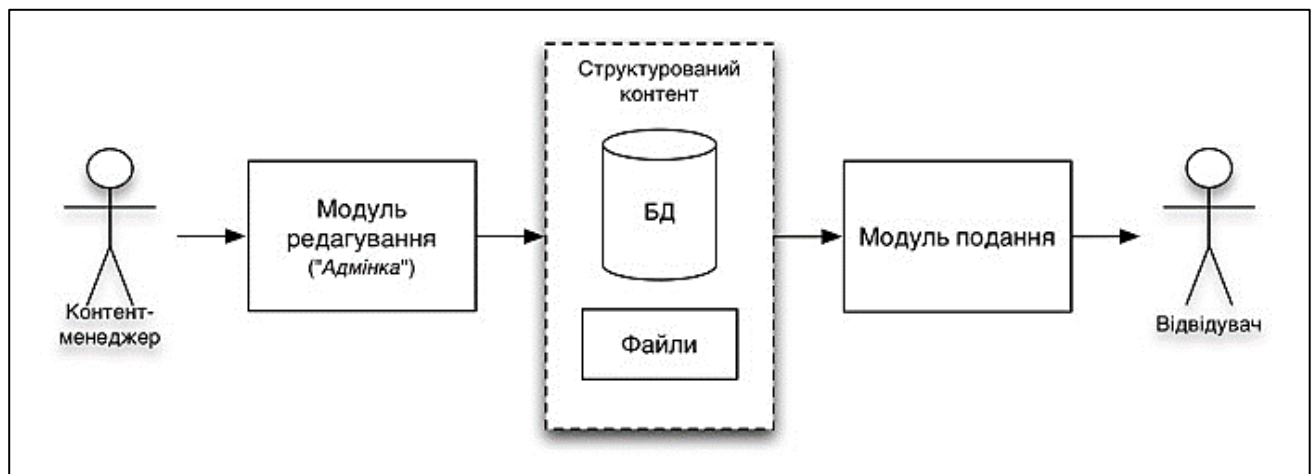 Контент-
менеджер
Модуль
редагування
("Адмінка")
Структурований
контент
БД
Файли
Модуль подання
Відвідувач